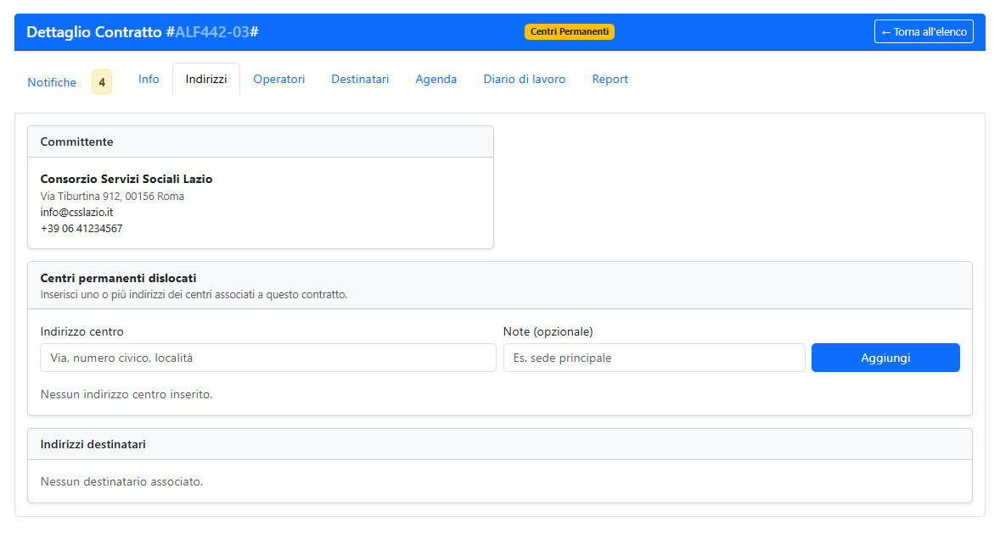 Dettaglio Contratto #ALF442-03# Centri Permanenti ← Torna all'elenco
Notifiche 4 Info Indirizzi Operatori Destinatari Agenda Diario di lavoro Report
Committente
Consorzio Servizi Sociali Lazio
Via Tiburtina 912, 00156 Roma
info@csslazio.it
+39 06 41234567
Centri permanenti dislocati
Inserisci uno o più indirizzi dei centri associati a questo contratto.
Indirizzo centro Note (opzionale)
Via, numero civico, località Es. sede principale Aggiungi
Nessun indirizzo centro inserito.
Indirizzi destinatari
Nessun destinatario associato.